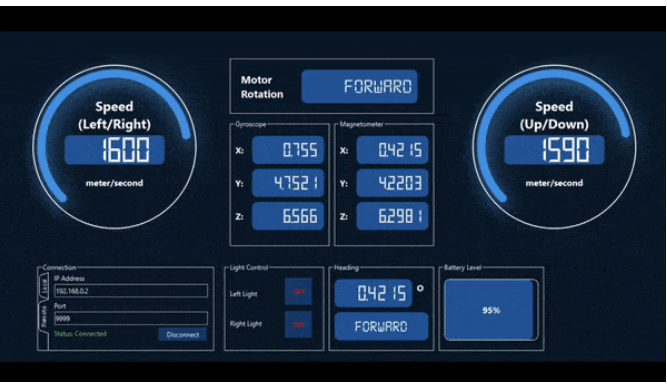 Speed
(Left/Right)
1600
meter/second
Motor
Rotation
FORWARD
Gyroscope
X: 0.755
Y: 4.7521
Z: 6.566
Magnetometer
X: 0.4215
Y: 4.2203
Z: 6.2981
Speed
(Up/Down)
1590
meter/second
Connection
Local
Remote
IP Address
192.168.0.2
Port
9999
Status: Connected
Disconnect
Light Control
Left Light OFF
Right Light OFF
Heading
0.4215 °
FORWARD
Battery Level
95%